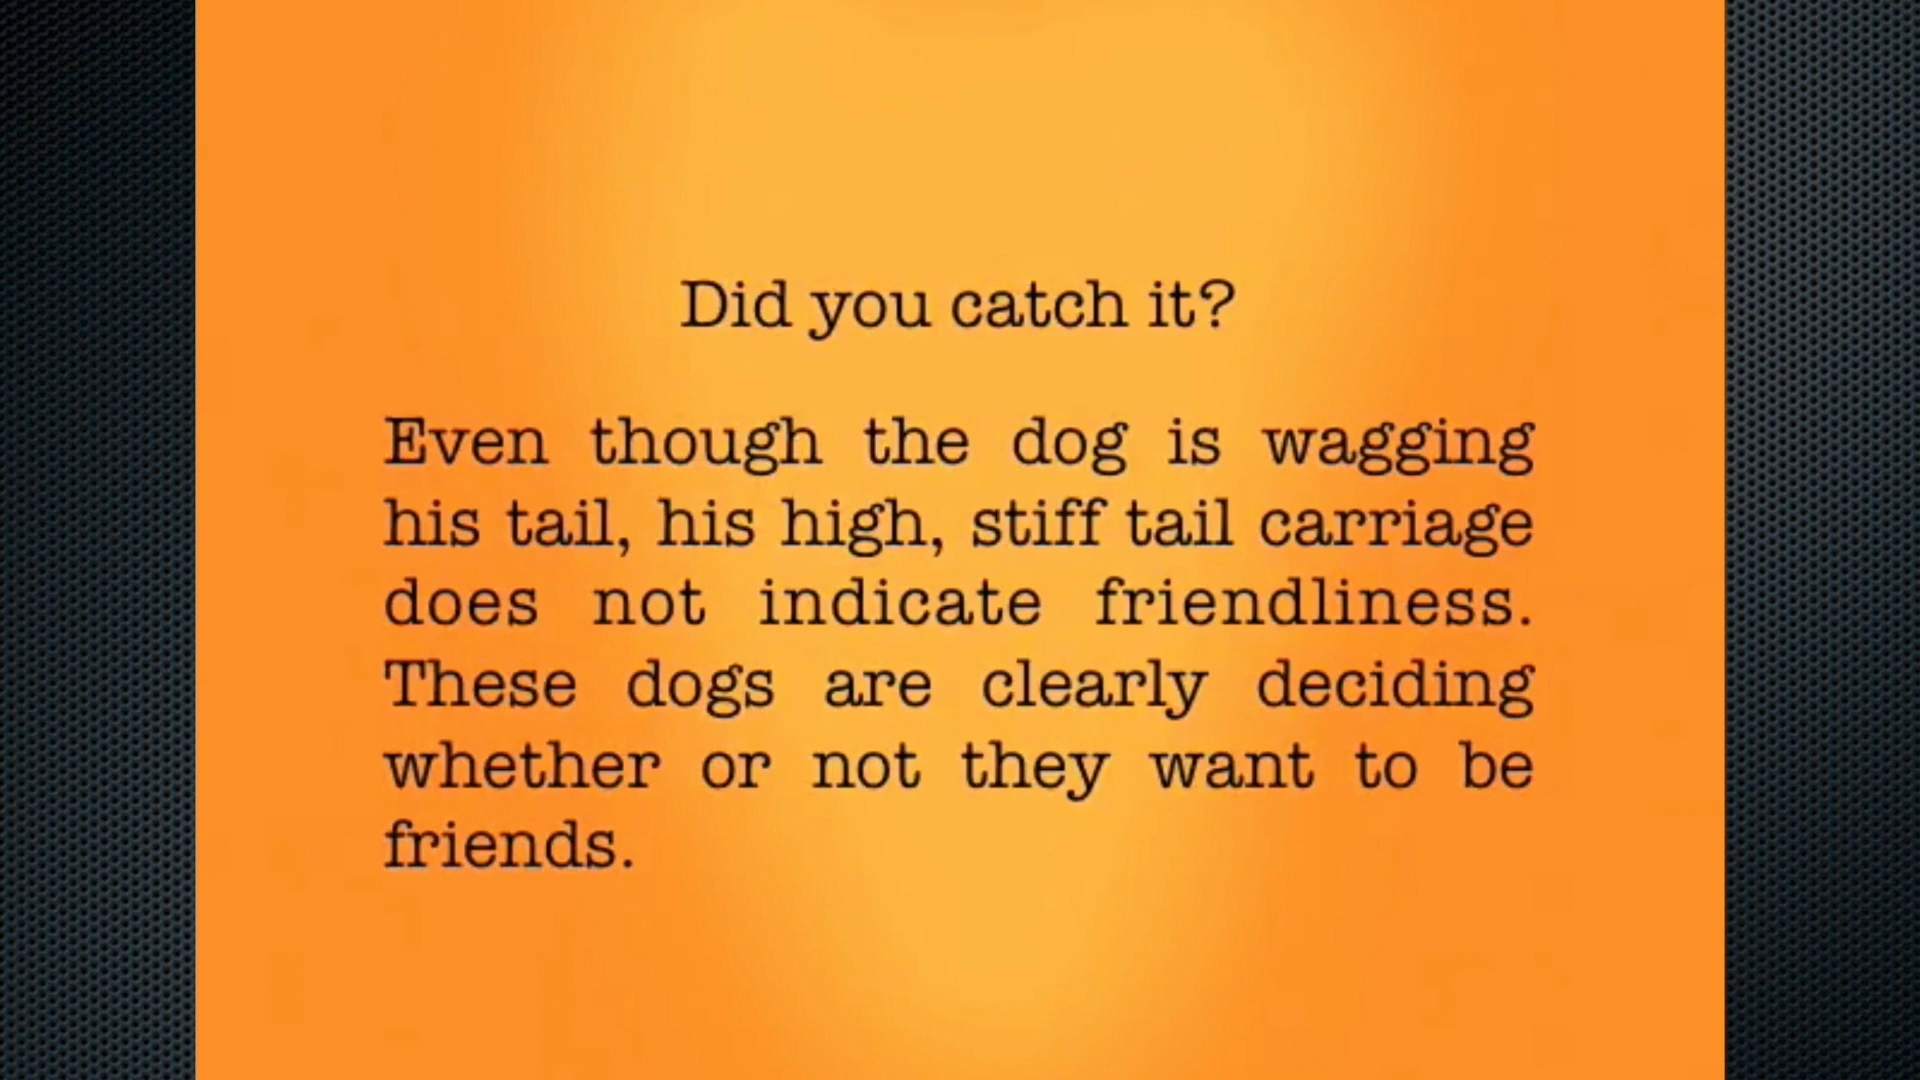 Did you catch it?
Even though the dog is wagging
his tail, his high, stiff tail carriage
does not indicate friendliness.
These dogs are clearly deciding
whether or not they want to be
friends.